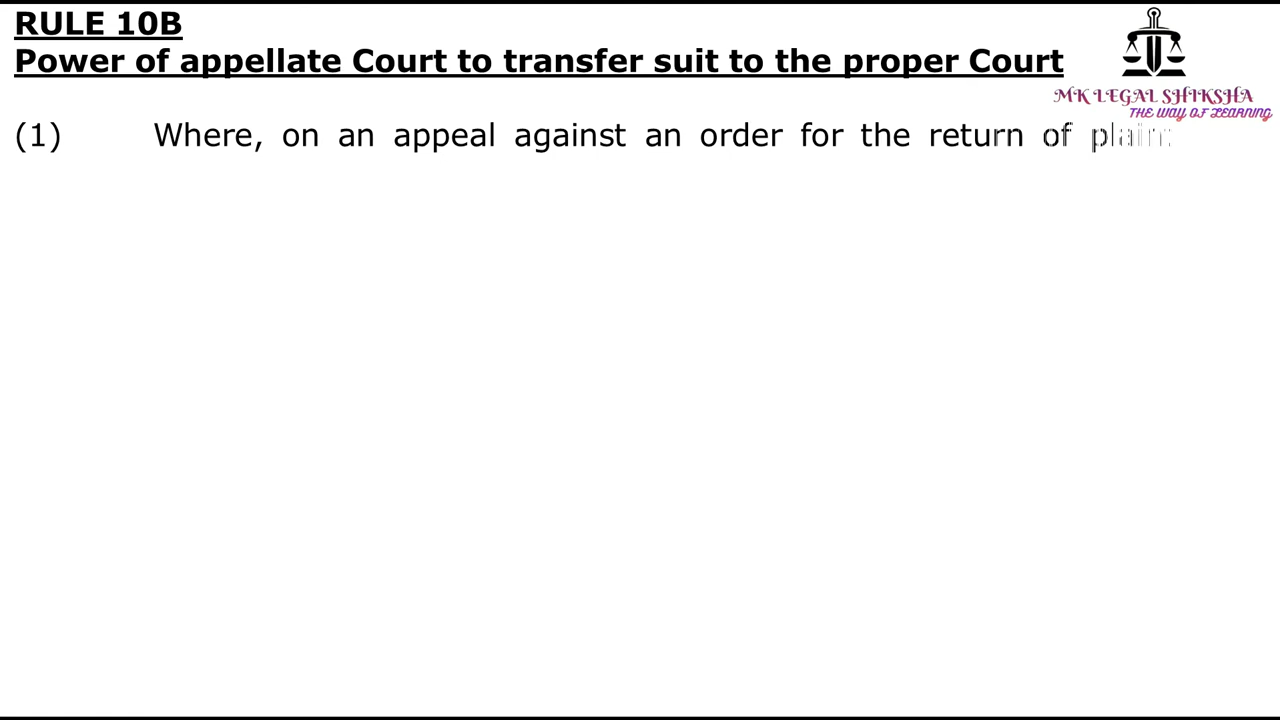 RULE 10B
Power of appellate Court to transfer suit to the proper Court
MK LEGAL SHIKSHA
THE WAY OF LEARNING
(1) Where, on an appeal against an order for the return of plain